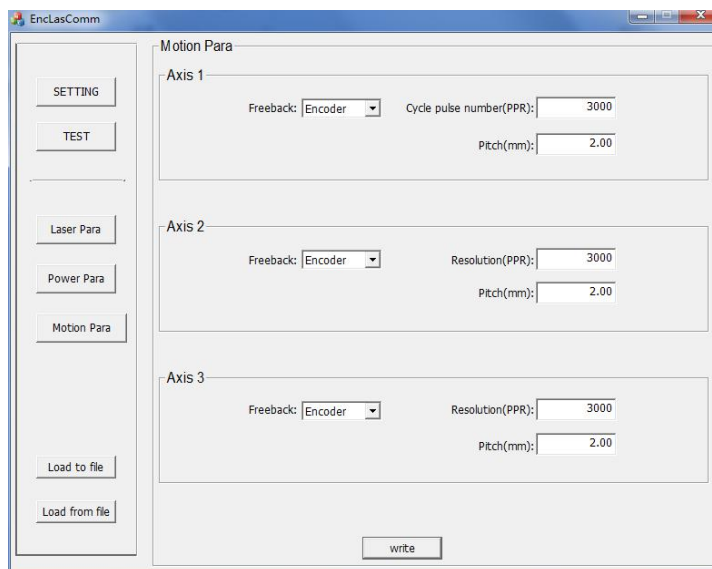 EncLasComm
SETTING
TEST
Laser Para
Power Para
Motion Para
Load to file
Load from file
Motion Para
Axis 1
Freeback: Encoder Cycle pulse number(PPR): 3000
Pitch(mm): 2.00
Axis 2
Freeback: Encoder Resolution(PPR): 3000
Pitch(mm): 2.00
Axis 3
Freeback: Encoder Resolution(PPR): 3000
Pitch(mm): 2.00
write